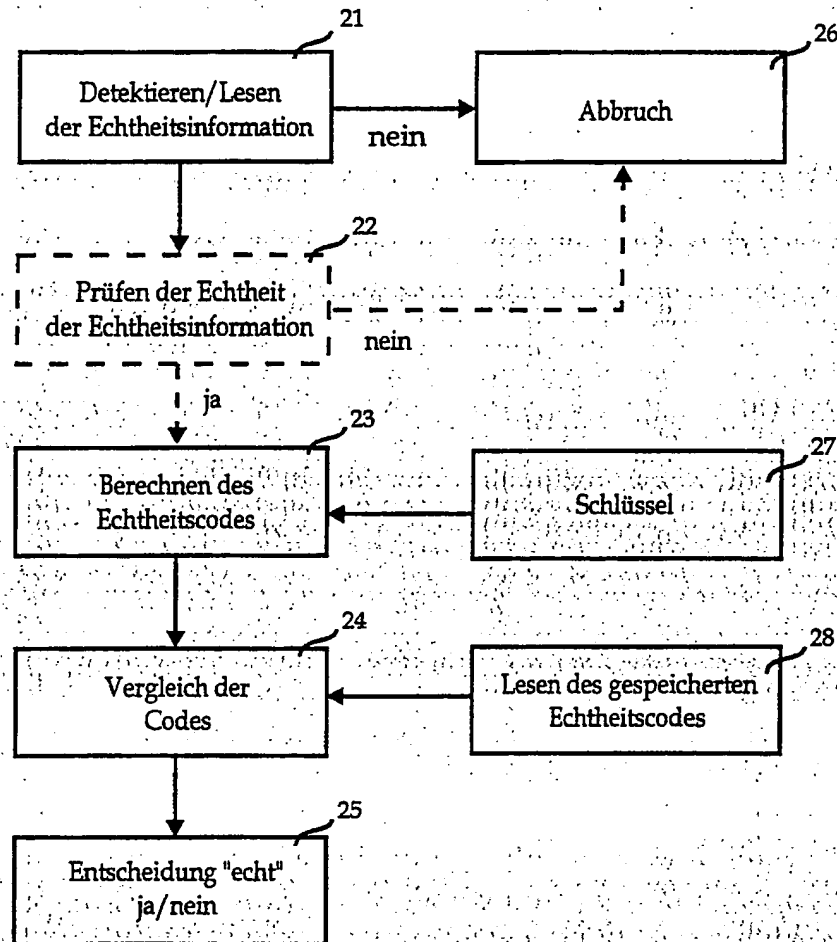 21
Detektieren/Lesen
der Echtheitsinformation
nein
26
Abbruch
22
Prüfen der Echtheit
der Echtheitsinformation
nein
ja
23
Berechnen des
Echtheitscodes
27
Schlüssel
24
Vergleich der
Codes
28
Lesen des gespeicherten
Echtheitscodes
25
Entscheidung "echt"
ja/nein